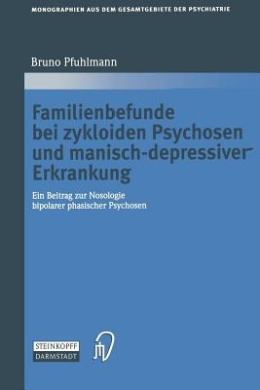 MONOGRAPHIEN AUS DEM GESAMTGEBIETE DER PSYCHIATRIE
Bruno Pfuhlmann
Familienbefunde
bei zykloiden Psychosen
und manisch-depressiver
Erkrankung
Ein Beitrag zur Nosologie
bipolarer phasischer Psychosen
STEINKOPFF
DARMSTADT